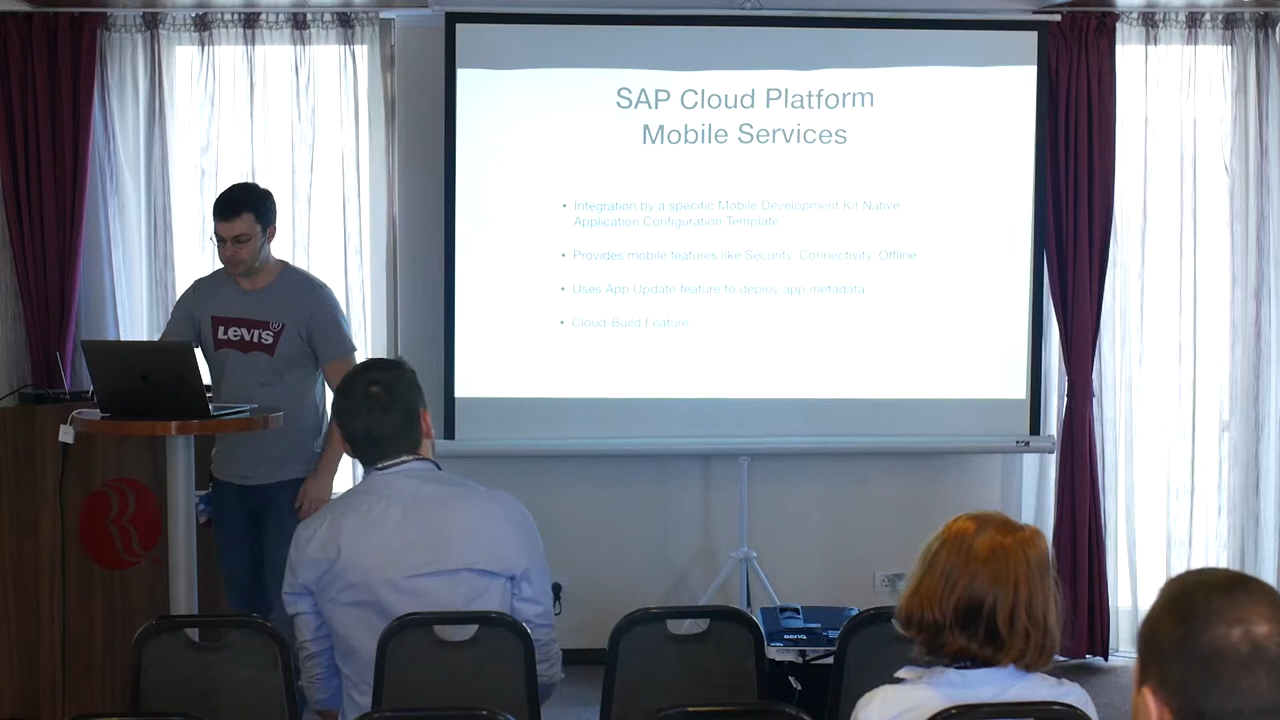 SAP Cloud Platform
Mobile Services
• Integration by a specific Mobile Development Kit Native
Application Configuration Template
• Provides mobile features like Security, Connectivity, Offline
• Uses App Update feature to deploy app metadata
• Cloud-Build Feature
LEVI'S®
BenQ